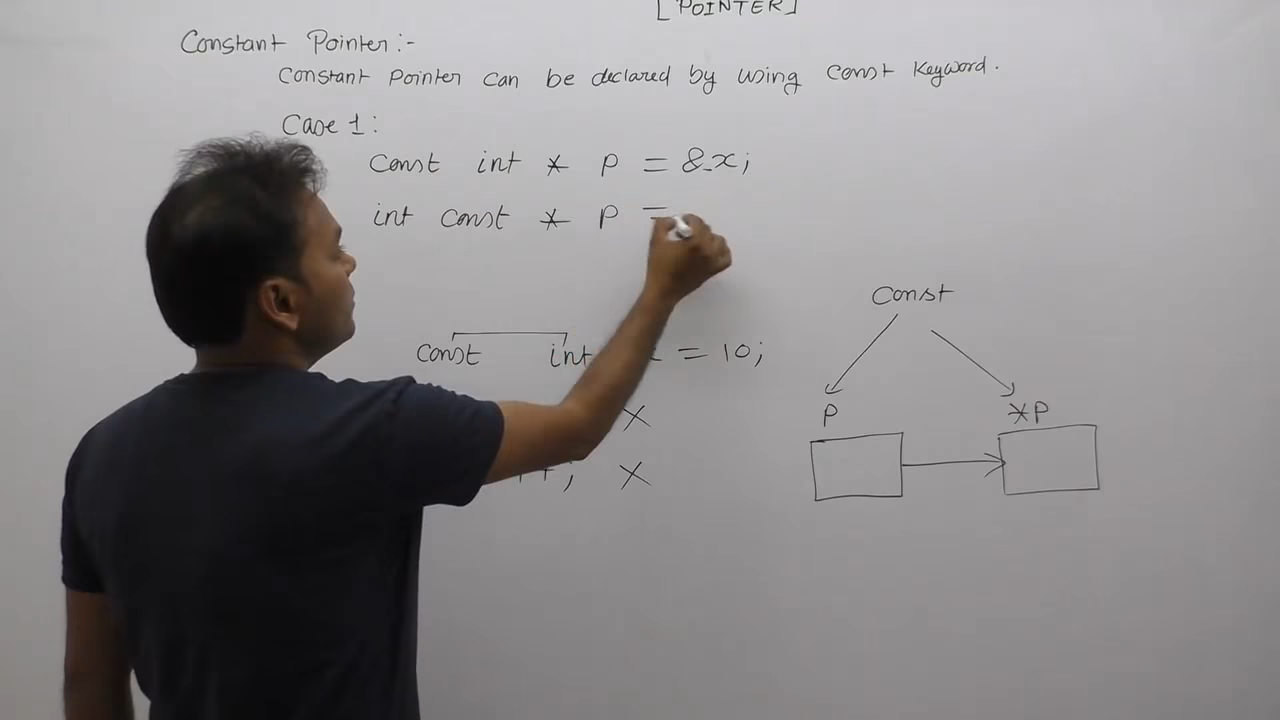 [POINTER]
Constant Pointer:-
Constant Pointer can be declared by using Const Keyword.
Case 1:
Const int * P = &x;
int Const * P =
Const
Const int = 10;
P *P
X
++; X